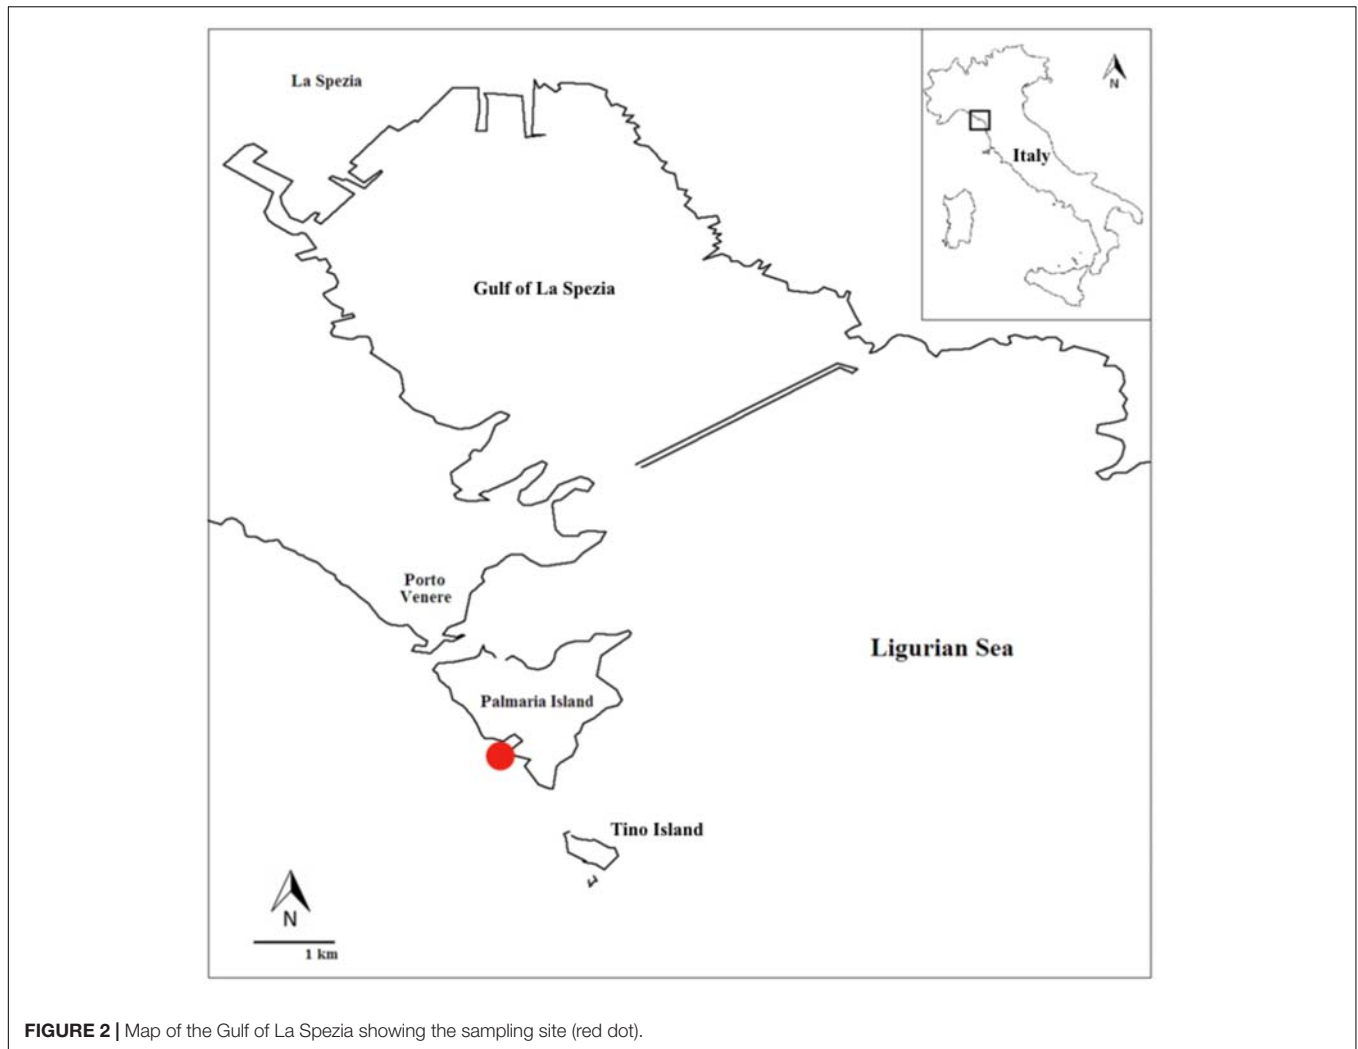 La Spezia
N
Italy
Gulf of La Spezia
Porto
Venere
Ligurian Sea
Palmaria Island
Tino Island
N
1 km
FIGURE 2 | Map of the Gulf of La Spezia showing the sampling site (red dot).